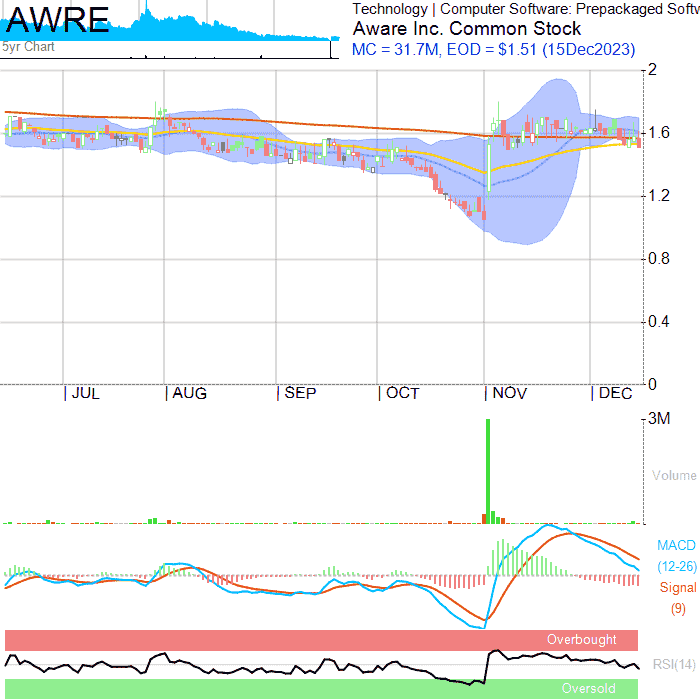 AWRE
5yr Chart
Technology | Computer Software: Prepackaged Softw
Aware Inc. Common Stock
MC = 31.7M, EOD = $1.51 (15Dec2023)
2
1.6
1.2
0.8
0.4
0
JUL AUG SEP OCT NOV DEC
3M
Volume
MACD
(12-26)
Signal
(9)
Overbought
RSI(14)
Oversold